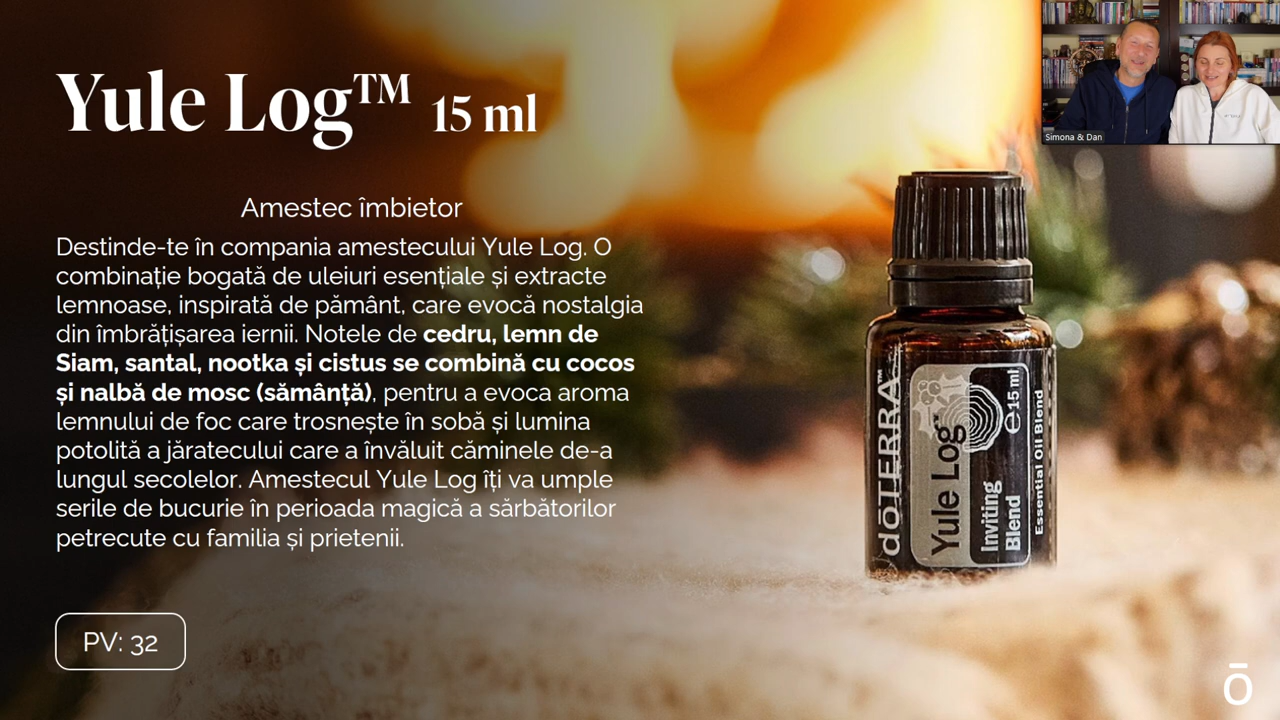 Yule Log™ 15 ml
Simona & Dan
Amestec îmbietor
Destinde-te în compania amestecului Yule Log. O
combinație bogată de uleiuri esențiale și extracte
lemnoase, inspirată de pământ, care evocă nostalgia
din îmbrățișarea iernii. Notele de cedru, lemn de
Siam, santal, nootka și cistus se combină cu cocos
și nalbă de mosc (sămânță), pentru a evoca aroma
lemnului de foc care trosnește în sobă și lumina
potolită a jăratecului care a învăluit căminele de-a
lungul secolelor. Amestecul Yule Log îți va umple
serile de bucurie în perioada magică a sărbătorilor
petrecute cu familia și prietenii.
PV: 32
dōTERRA™
Yule Log™
Inviting
Blend
℮ 15 ml
Essential Oil Blend
ō